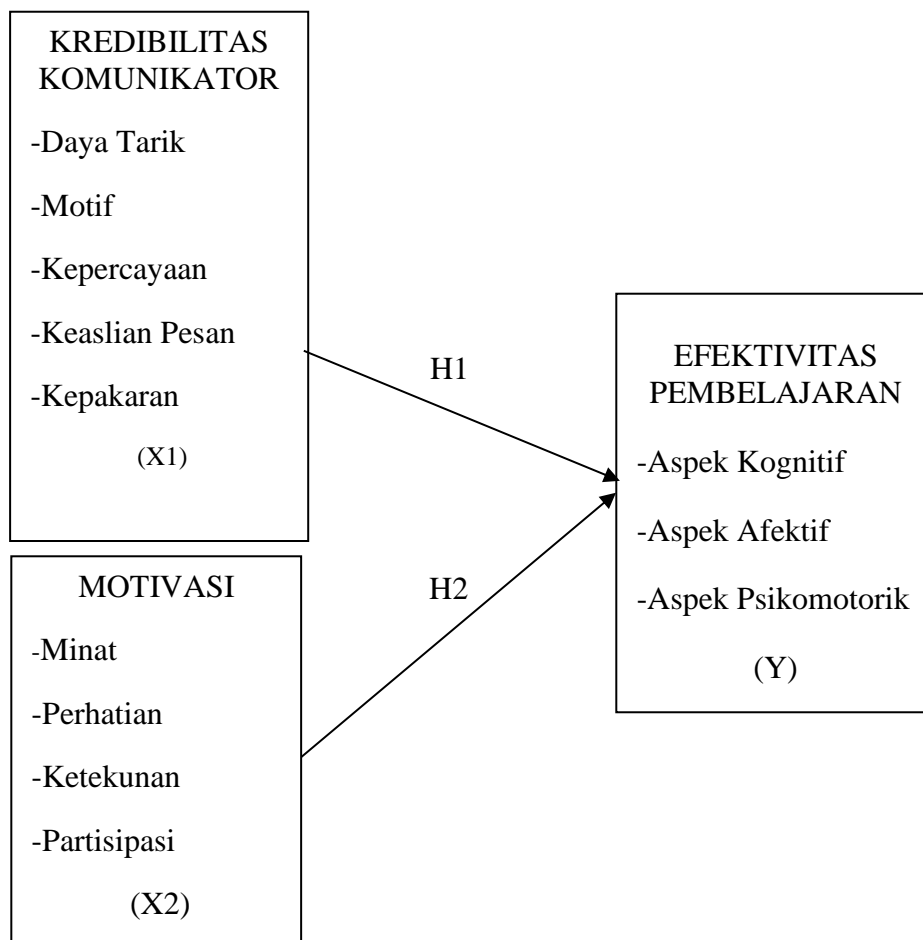 KREDIBILITAS
KOMUNIKATOR
-Daya Tarik
-Motif
-Kepercayaan
-Keaslian Pesan
-Kepakaran
(X1)
H1
EFEKTIVITAS
PEMBELAJARAN
-Aspek Kognitif
-Aspek Afektif
-Aspek Psikomotorik
(Y)
MOTIVASI
-Minat
-Perhatian
-Ketekunan
-Partisipasi
(X2)
H2